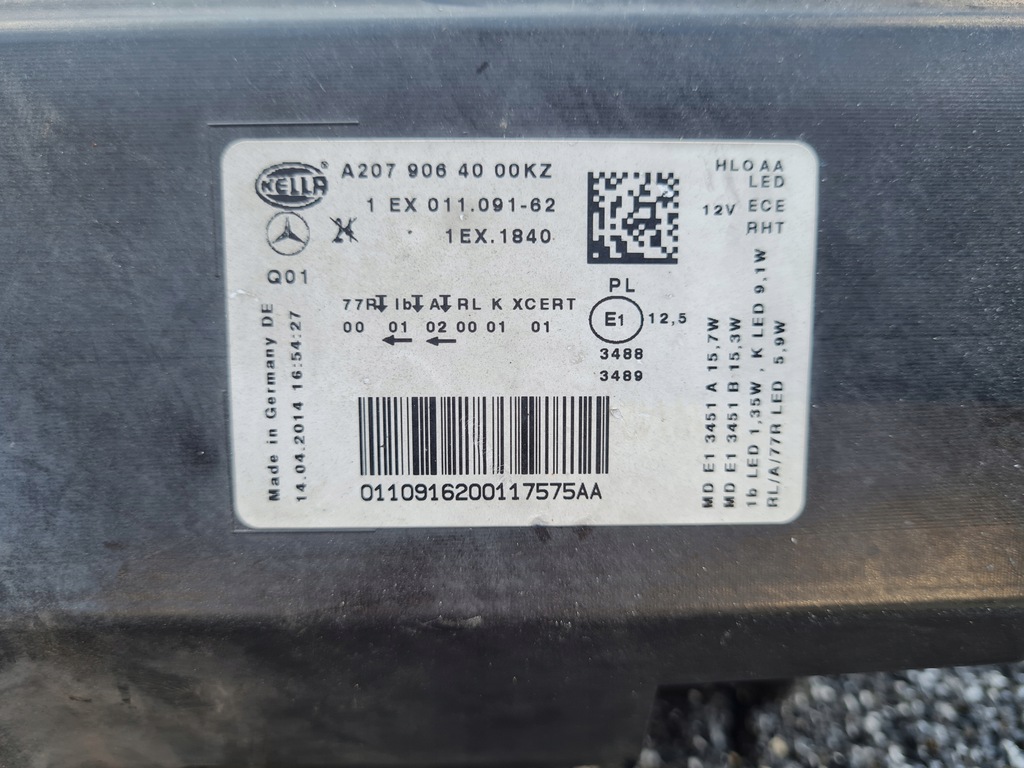 HELLA
A207 906 40 00KZ
1 EX 011.091-62
1EX.1840
HLOAA
LED
12V ECE
RHT
Q01
PL
77R Ib A RL K XCERT
00 01 02 00 01 01
← ←
E1 12,5
3488
3489
0110916200117575AA
Made in Germany DE
14.04.2014 16:54:27
MD E1 3451 A 15,7W
MD E1 3451 B 15,3W
1b LED 1,35W , K LED 9,1W
RL/A/77R LED 5,9W